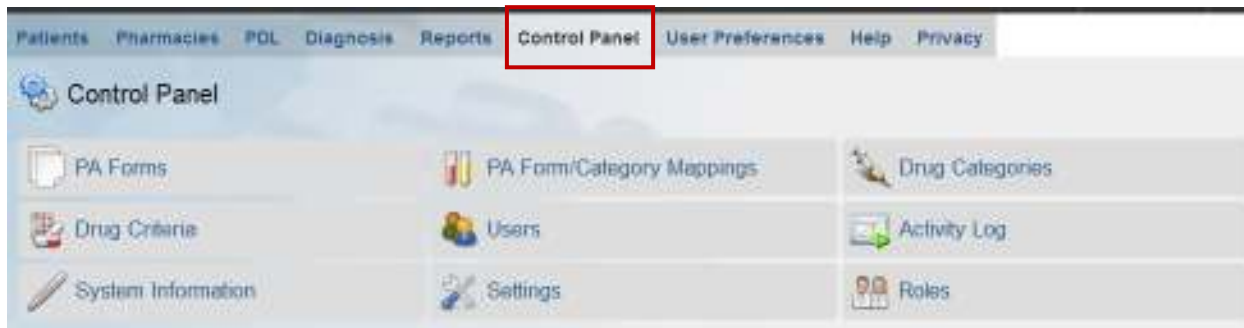 Patients Pharmacies PDL Diagnosis Reports Control Panel User Preferences Help Privacy
Control Panel
PA Forms PA Form/Category Mappings Drug Categories
Drug Criteria Users Activity Log
System Information Settings Roles